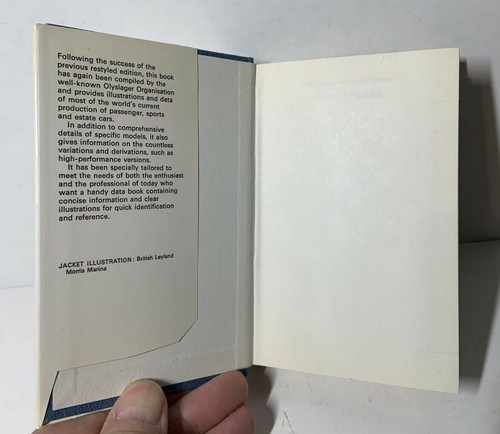 Following the success of the
previous restyled edition, this book
has again been compiled by the
well-known Olyslager Organisation
and provides illustrations and data
of most of the world's current
production of passenger, sports
and estate cars.
In addition to comprehensive
details of specific models, it also
gives information on the countless
variations and derivations, such as
high-performance versions.
It has been specially tailored to
meet the needs of both the enthusiast
and the professional of today who
want a handy data book containing
concise information and clear
illustrations for quick identification
and reference.
JACKET ILLUSTRATION: British Leyland
Morris Marina